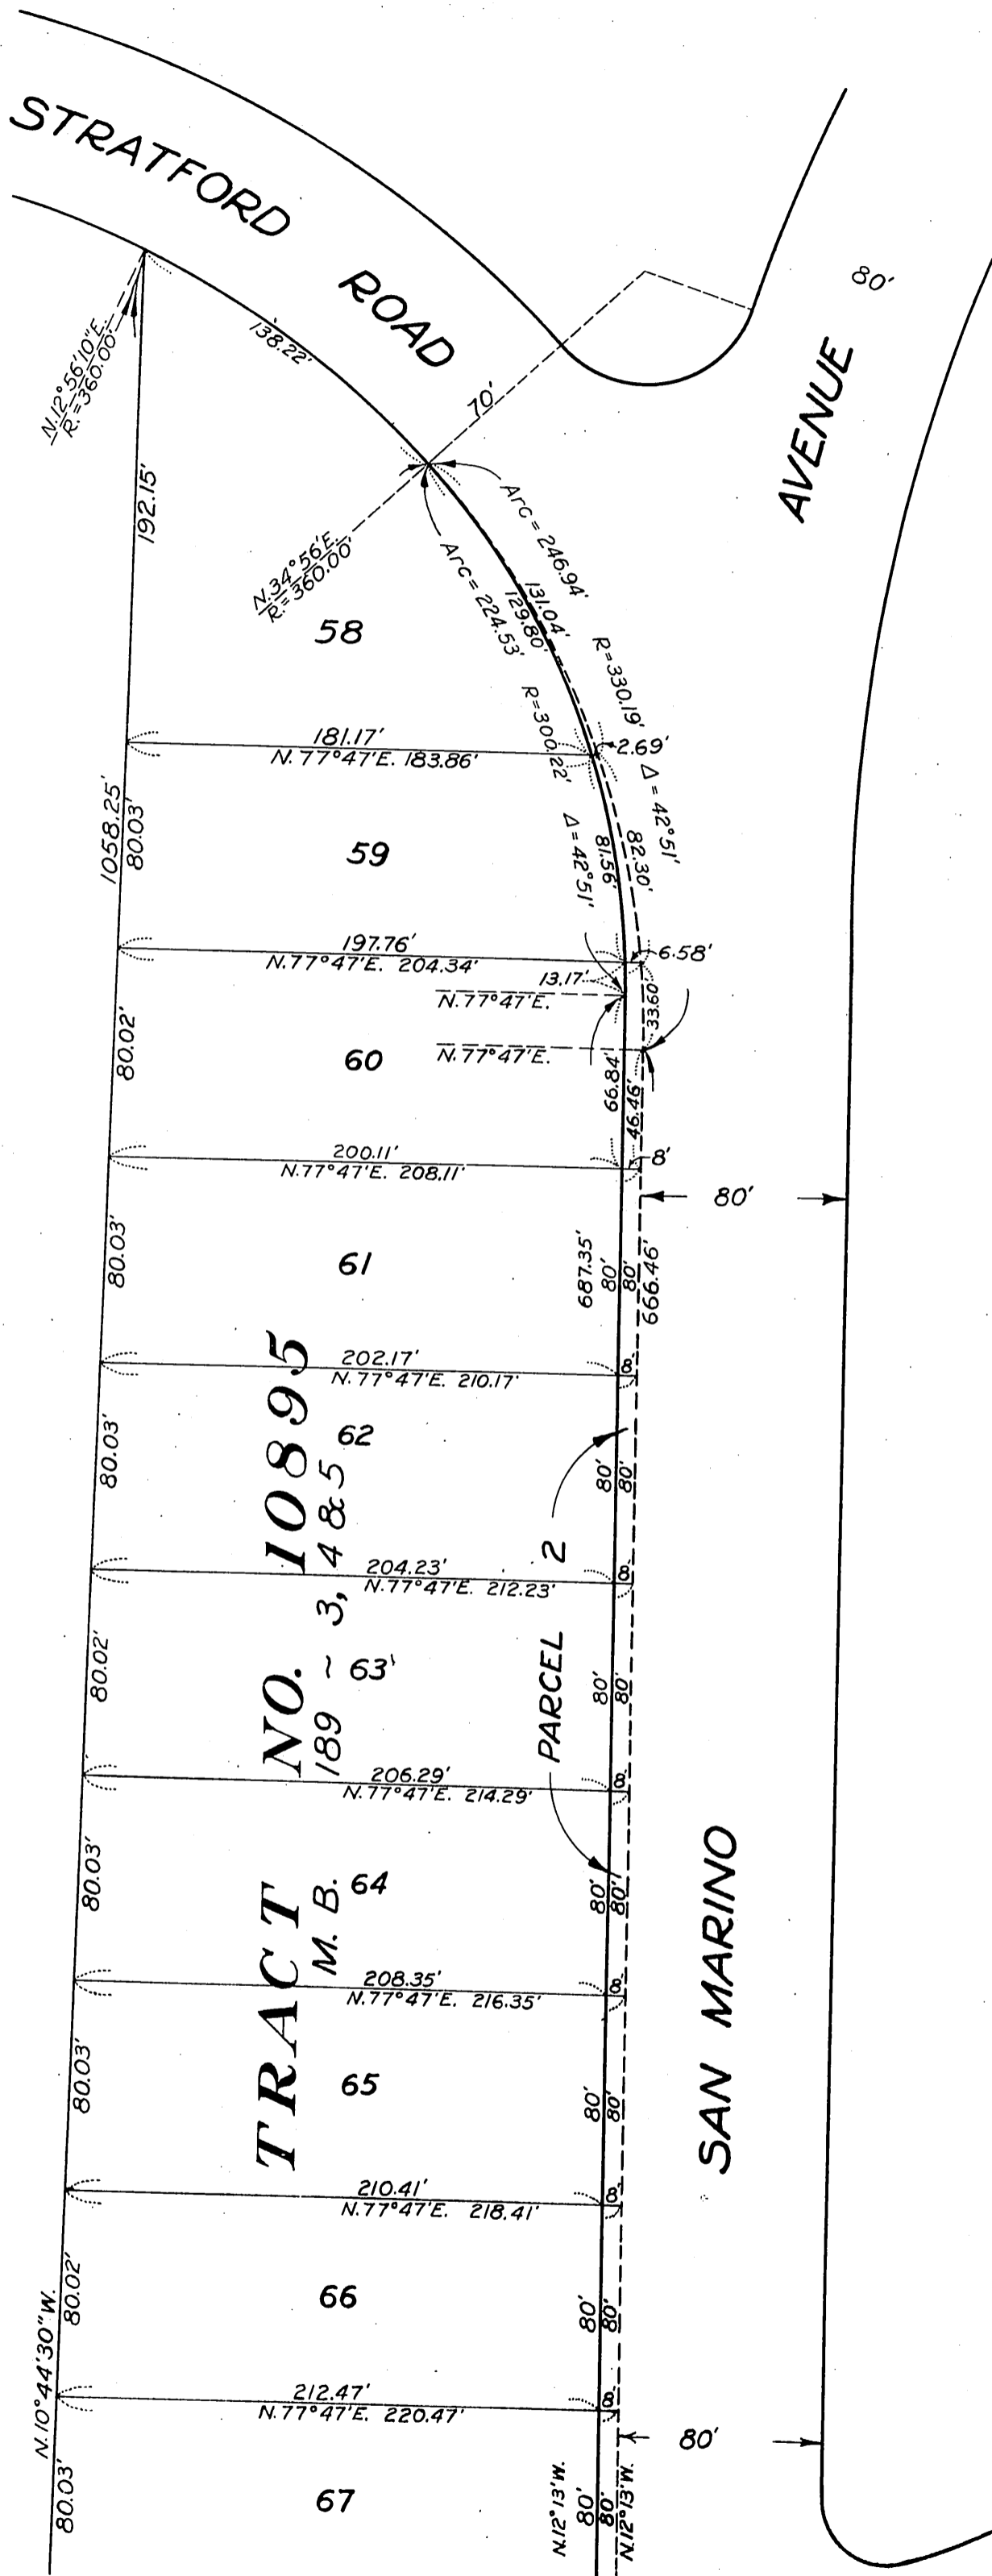 STRATFORD ROAD
80'
AVENUE
N.12°56'10"E.
R.=360.00'
138.22'
70'
192.15'
N.34°56'E.
R.=360.00'
Arc=246.94'
Arc=224.53'
131.04'
129.80'
58
R=330.19'
R=300.22'
181.17'
N.77°47'E. 183.86'
2.69'
Δ=42°51'
Δ=42°51'
1058.25'
80.03'
59
81.56'
82.30'
197.76'
N.77°47'E. 204.34'
6.58'
13.17'
N.77°47'E.
33.60'
80.02'
60
N.77°47'E.
66.84'
46.46'
200.11'
N.77°47'E. 208.11'
8'
80'
80.03'
61
687.35'
80'
80'
666.46'
202.17'
N.77°47'E. 210.17'
8'
80.03'
62
80'
80'
204.23'
N.77°47'E. 212.23'
8'
PARCEL 2
80.02'
63
80'
80'
206.29'
N.77°47'E. 214.29'
8'
TRACT NO. 10895
M. B. 189 ~ 3, 4 & 5
80.03'
64
80'
80'
208.35'
N.77°47'E. 216.35'
8'
SAN MARINO
80.03'
65
80'
80'
210.41'
N.77°47'E. 218.41'
8'
N.10°44'30"W.
80.02'
66
80'
80'
212.47'
N.77°47'E. 220.47'
8'
80'
80.03'
67
N.12°13'W.
80'
80'
N.12°13'W.